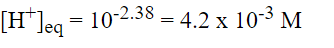 [H⁺]eq = 10⁻²·³⁸ = 4.2 x 10⁻³ M